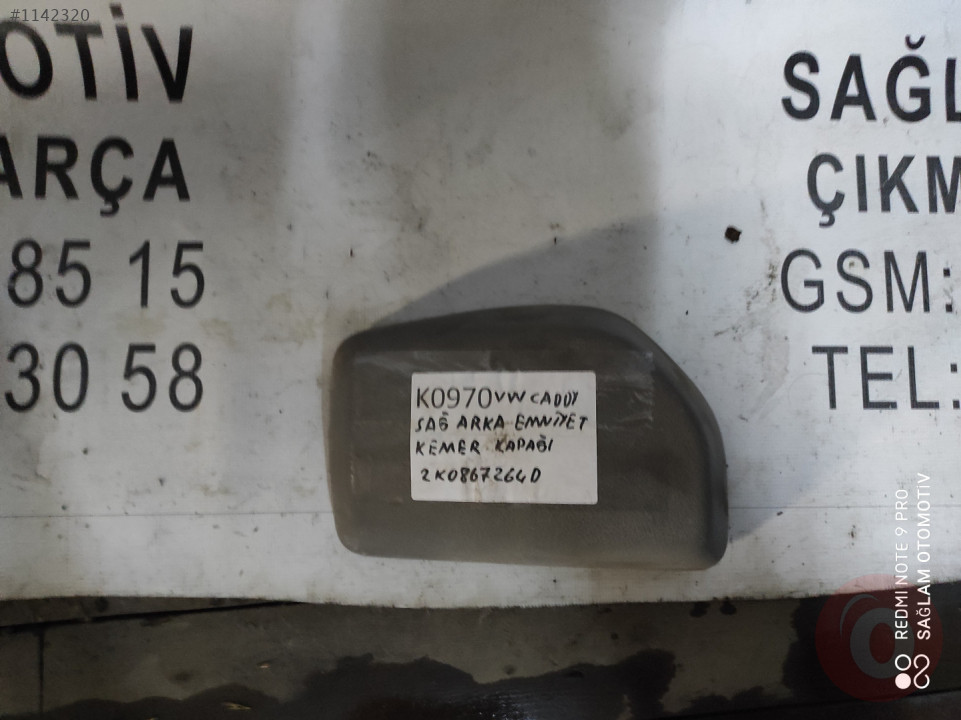 #1142320
OTİV
ARÇA
85 15
30 58
SAĞL
ÇIKM
GSM:
TEL:
K0970 VW CADDY
SAĞ ARKA EMNİYET
KEMER KAPAĞI
2K0867264D
REDMI NOTE 9 PRO
SAĞLAM OTOMOTIV